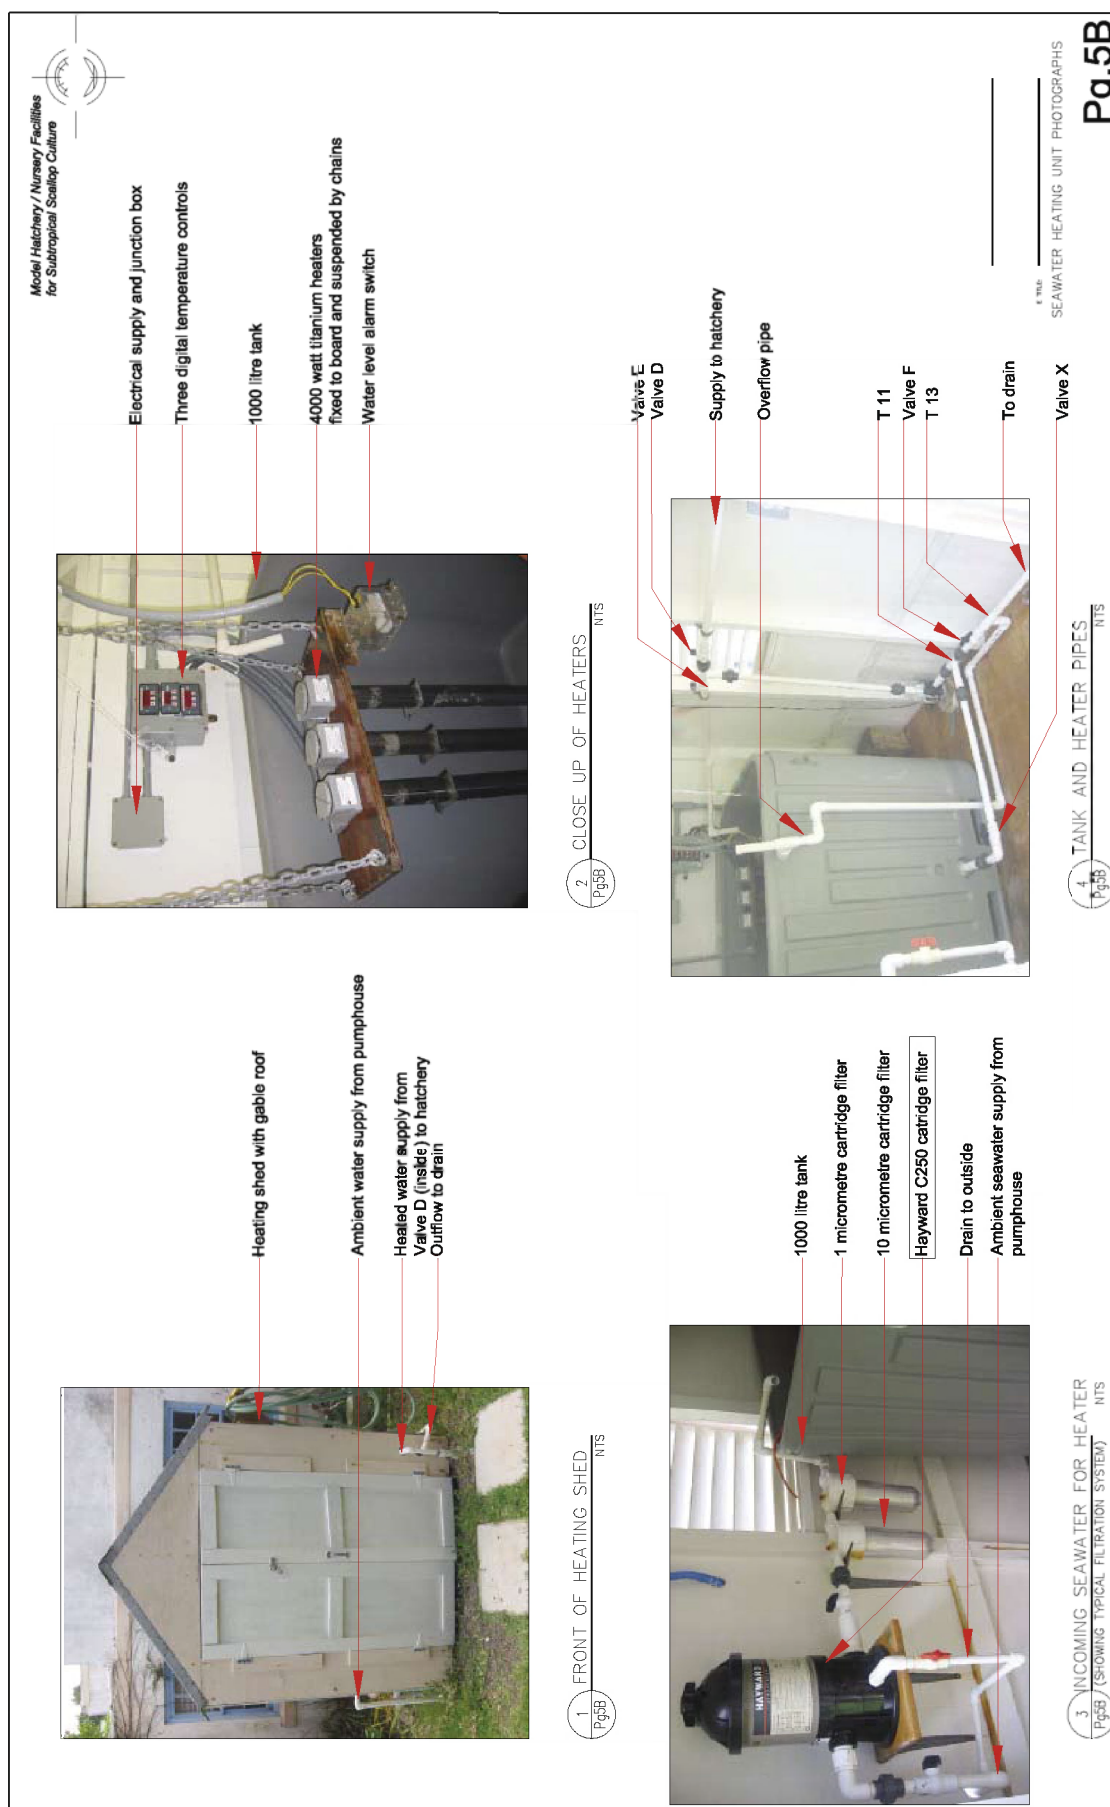 Model Hatchery / Nursery Facilities
for Subtropical Scallop Culture
Heating shed with gable roof
Ambient water supply from pumphouse
Heated water supply from
Valve D (inside) to hatchery
Outflow to drain
1
Pg5B
FRONT OF HEATING SHED
NTS
Electrical supply and junction box
Three digital temperature controls
1000 litre tank
4000 watt titanium heaters
fixed to board and suspended by chains
Water level alarm switch
2
Pg5B
CLOSE UP OF HEATERS
NTS
HAYWARD
1000 litre tank
1 micrometre cartridge filter
10 micrometre cartridge filter
Hayward C250 catridge filter
Drain to outside
Ambient seawater supply from
pumphouse
3
Pg5B
INCOMING SEAWATER FOR HEATER
(SHOWING TYPICAL FILTRATION SYSTEM)
NTS
Valve E
Valve D
Supply to hatchery
Overflow pipe
T 11
Valve F
T 13
To drain
Valve X
4
Pg5B
TANK AND HEATER PIPES
NTS
SEAWATER HEATING UNIT PHOTOGRAPHS
Pg.5B